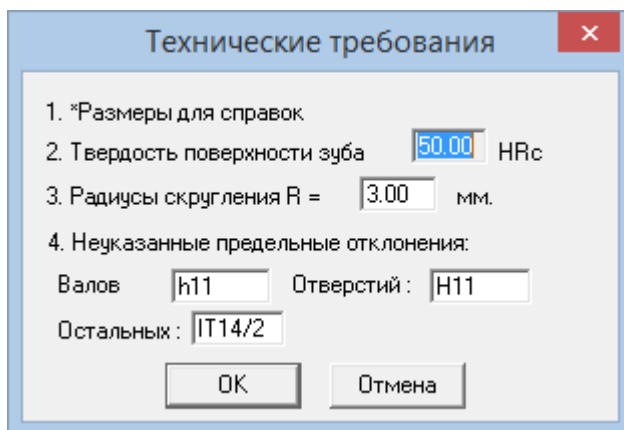 Технические требования
1. *Размеры для справок
2. Твердость поверхности зуба 50.00 HRc
3. Радиусы скругления R = 3.00 мм.
4. Неуказанные предельные отклонения:
Валов h11 Отверстий : H11
Остальных : IT14/2
OK Отмена